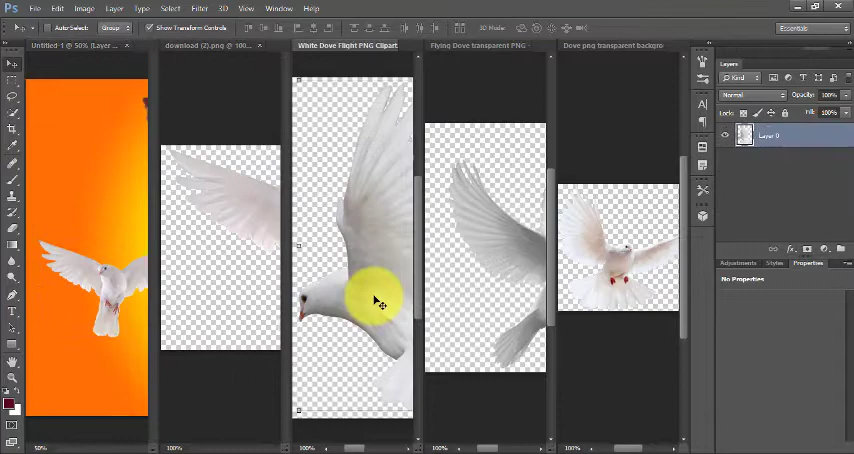 Ps File Edit Image Layer Type Select Filter 3D View Window Help
Auto-Select: Group Show Transform Controls 3D Mode: Essentials
Untitled-1 @ 50% (Layer × download (2).png @ 100... × White Dove Flight PNG Clipart Flying Dove transparent PNG - Dove png transparent backgro
Layers
Kind
Normal Opacity: 100%
Lock: Fill: 100%
Layer 0
fx
Adjustments Styles Properties
No Properties
50% 100% 100% 100% 100%